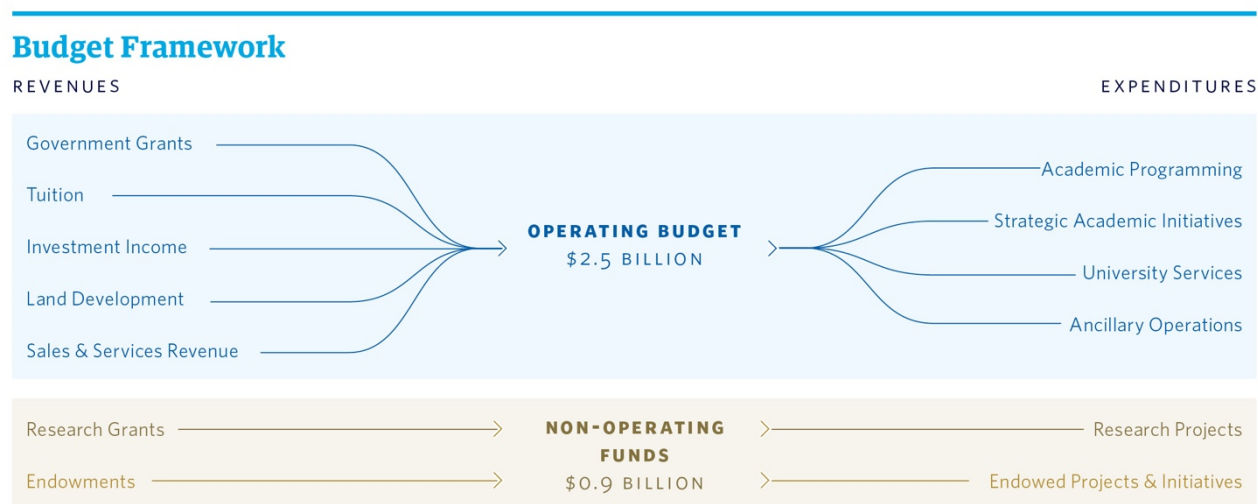 Budget Framework
REVENUES
EXPENDITURES
Government Grants
Tuition
Investment Income
Land Development
Sales & Services Revenue
OPERATING BUDGET
$2.5 BILLION
Academic Programming
Strategic Academic Initiatives
University Services
Ancillary Operations
Research Grants
Endowments
NON-OPERATING
FUNDS
$0.9 BILLION
Research Projects
Endowed Projects & Initiatives